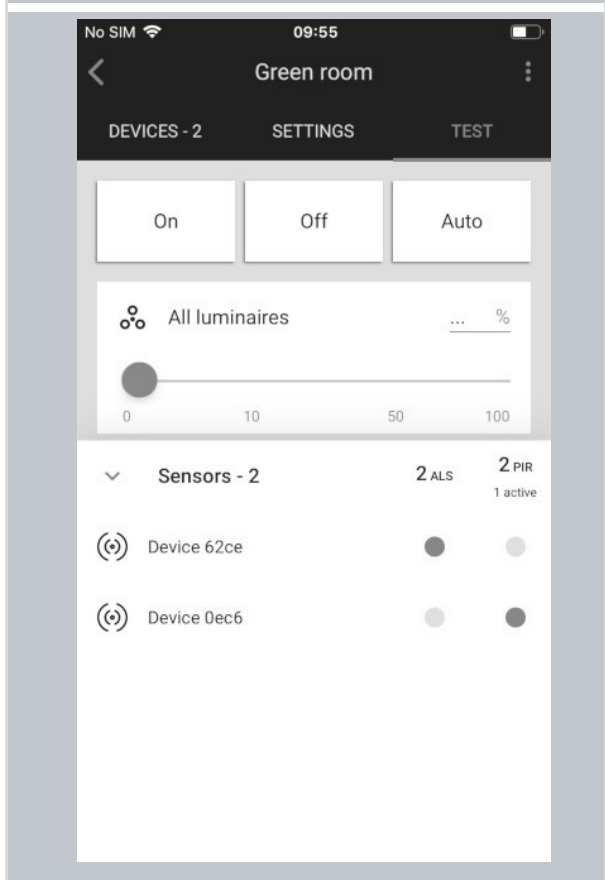 No SIM 09:55
Green room
DEVICES - 2 SETTINGS TEST
On Off Auto
All luminaires ... %
0 10 50 100
Sensors - 2 2 ALS 2 PIR
1 active
Device 62ce
Device 0ec6